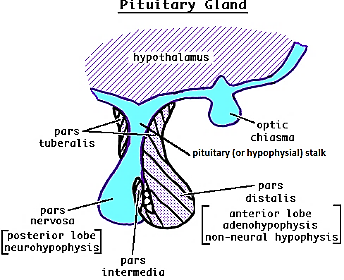 Pituitary Gland
hypothalamus
optic
chiasma
pars
tuberalis
pituitary (or hypophysial) stalk
pars
distalis
anterior lobe
adenohypophysis
non-neural hypophysis
pars
nervosa
posterior lobe
neurohypophysis
pars
intermedia